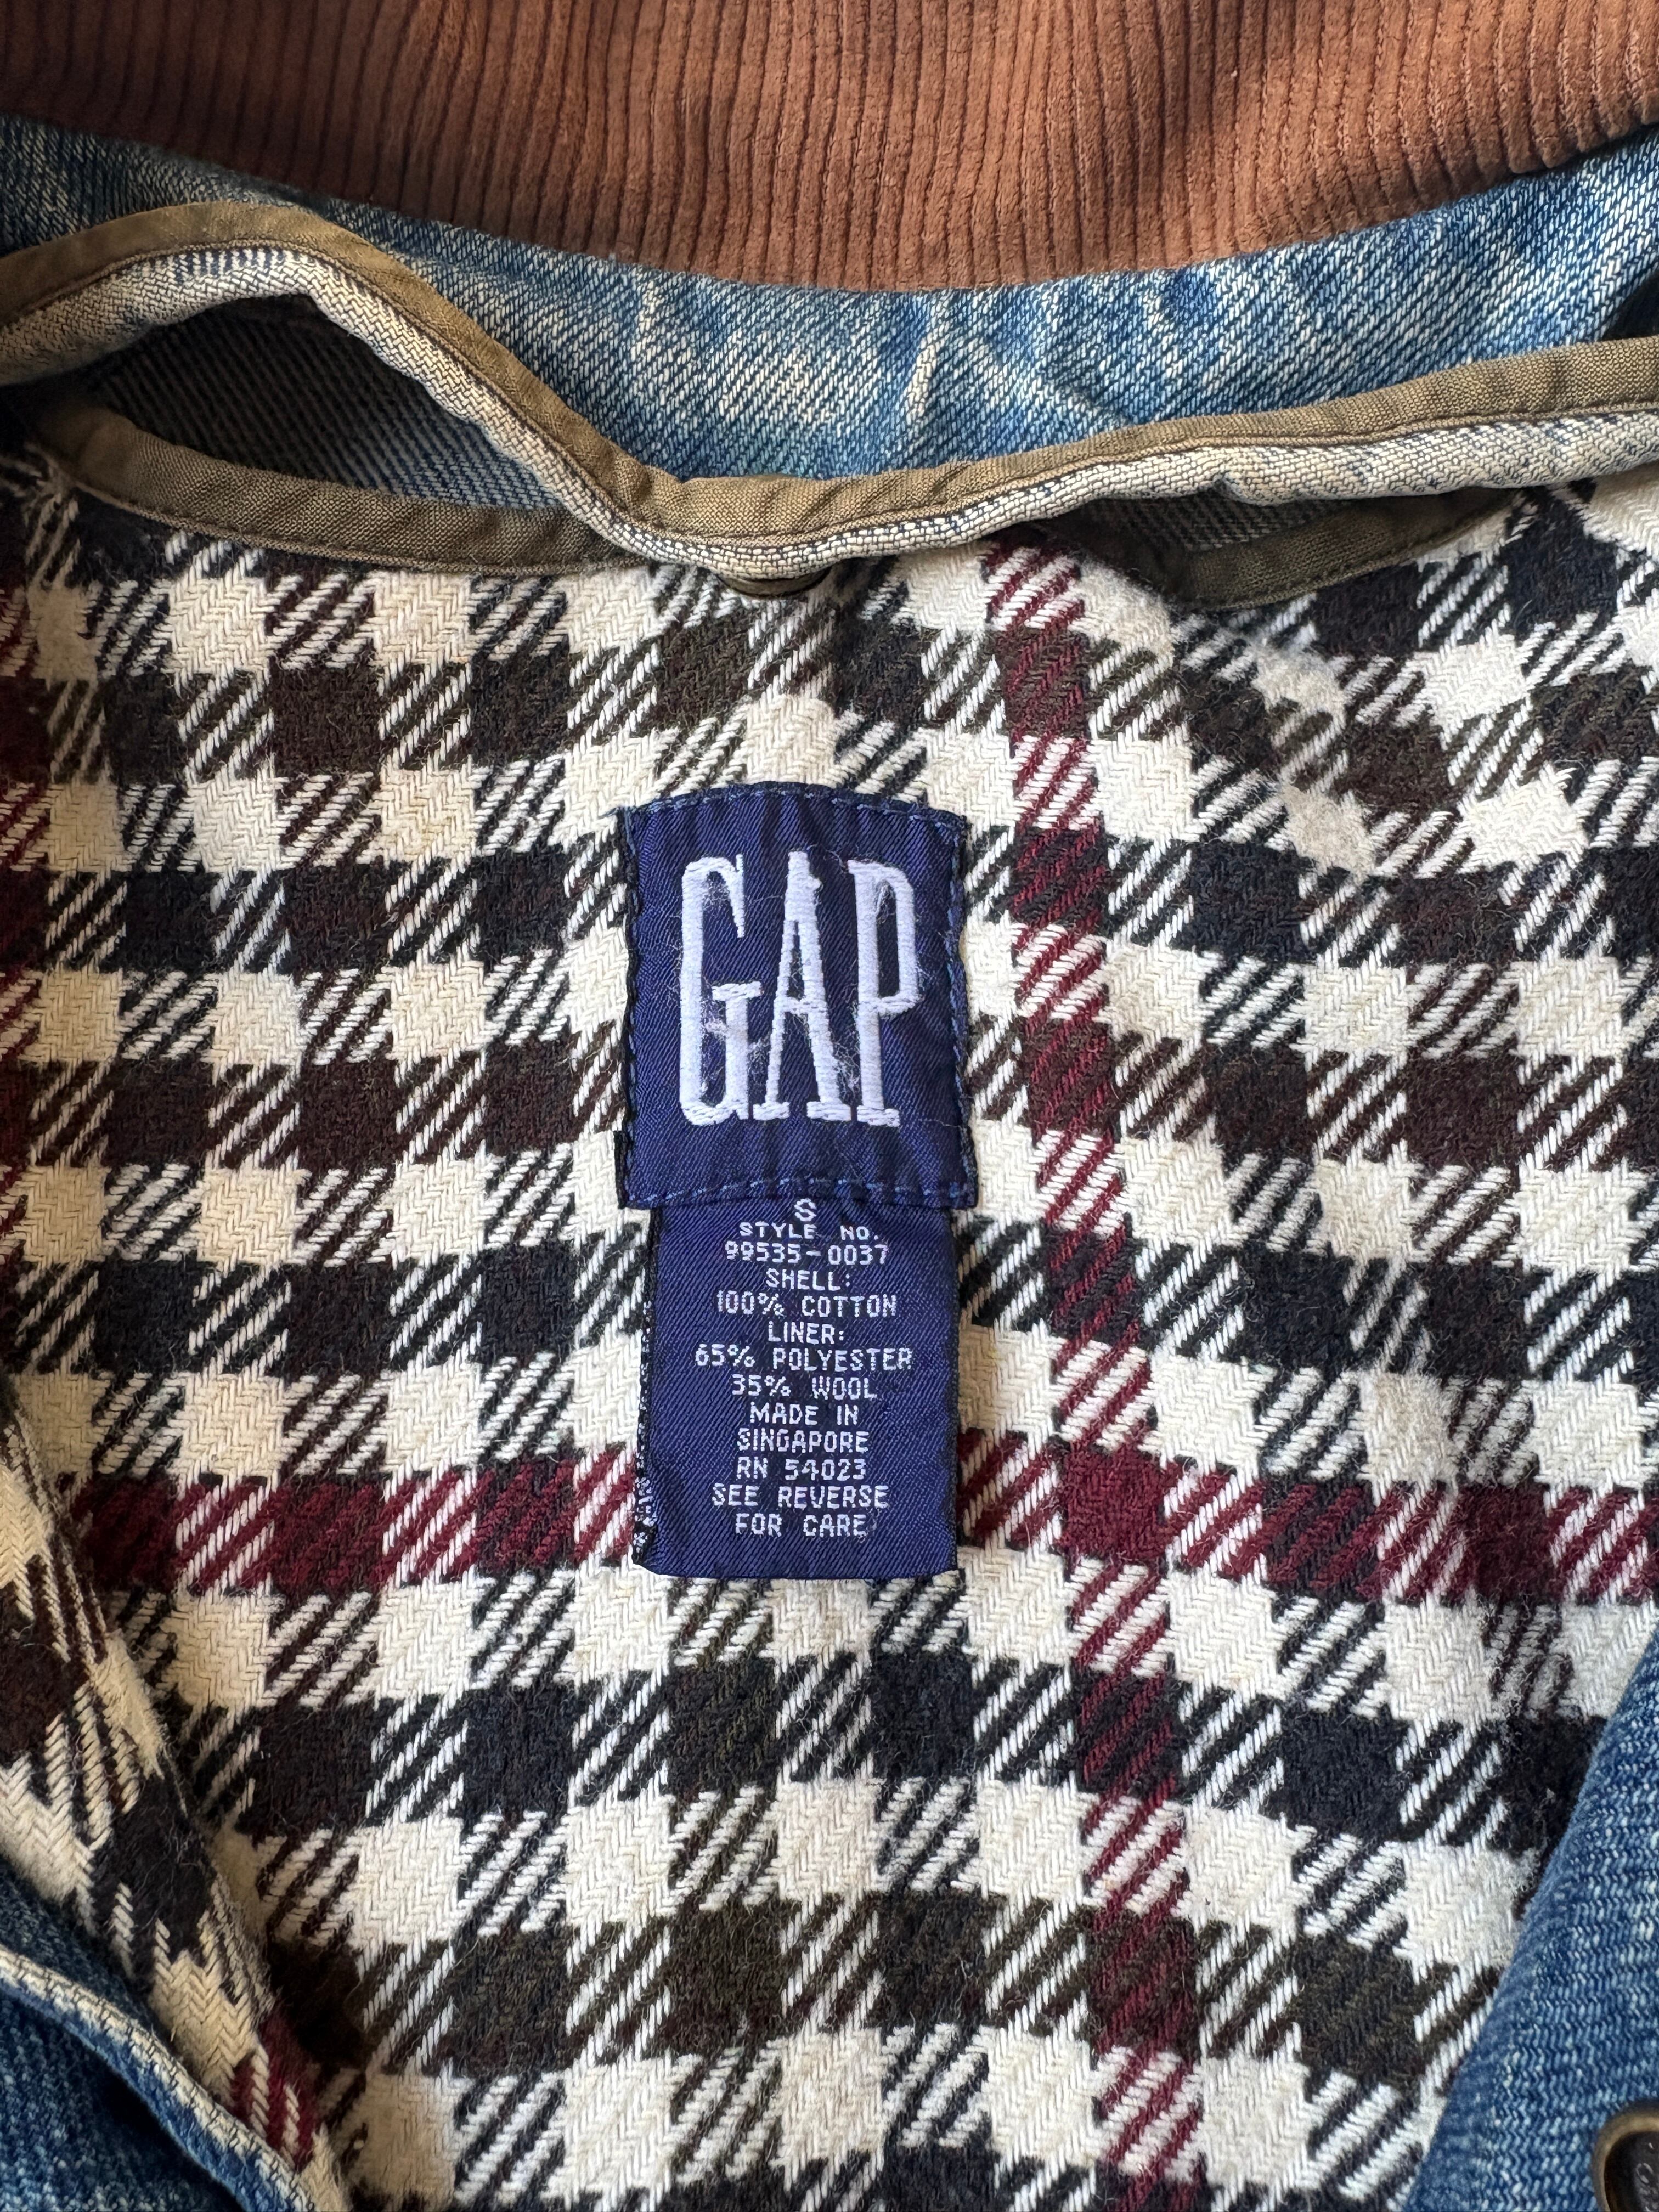 GAP
S
STYLE NO.
99535-0037
SHELL:
100% COTTON
LINER:
65% POLYESTER
35% WOOL
MADE IN
SINGAPORE
RN 54023
SEE REVERSE
FOR CARE